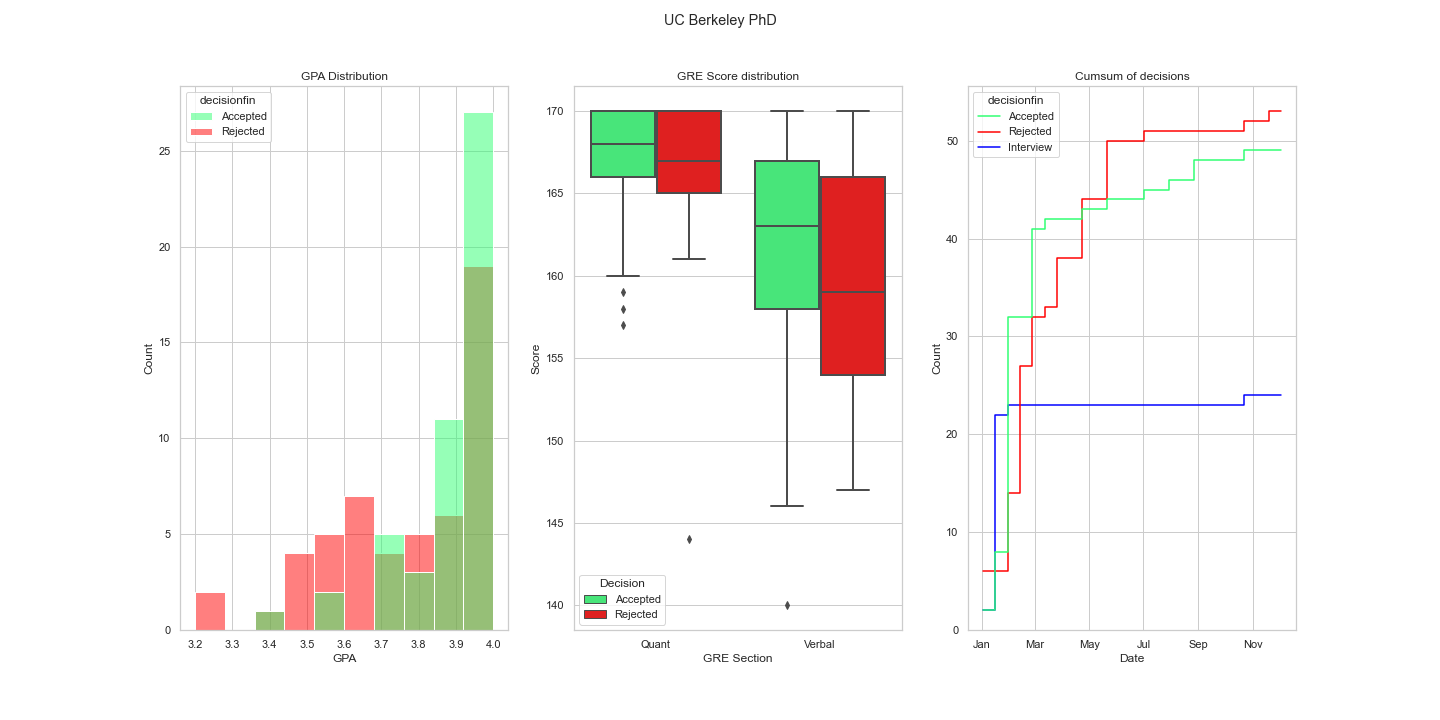 UC Berkeley PhD
GPA Distribution
decisionfin
Accepted
Rejected
25
20
15
10
5
0
Count
3.2 3.3 3.4 3.5 3.6 3.7 3.8 3.9 4.0
GPA
GRE Score distribution
170
165
160
155
150
145
140
Score
Decision
Accepted
Rejected
Quant Verbal
GRE Section
Cumsum of decisions
decisionfin
Accepted
Rejected
Interview
50
40
30
20
10
0
Count
Jan Mar May Jul Sep Nov
Date